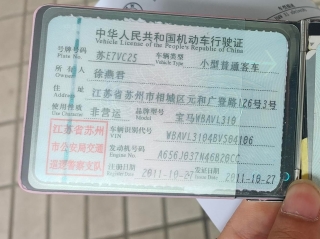 中华人民共和国机动车行驶证
Vehicle License of the People's Republic of China
号牌号码 Plate No. 苏E7VC25 车辆类型 Vehicle Type 小型普通客车
所有人 Owner 徐燕君
住址 Address 江苏省苏州市相城区元和广登路126号3号
使用性质 Use Character 非营运 品牌型号 Model 宝马WBAVL310
江苏省苏州
市公安局交通
巡逻警察支队
车辆识别代号 VIN WBAVL3104BVS04106
发动机号码 Engine No. A656J037N46B20CC
注册日期 Register Date 2011-10-27 发证日期 Issue Date 2011-10-27